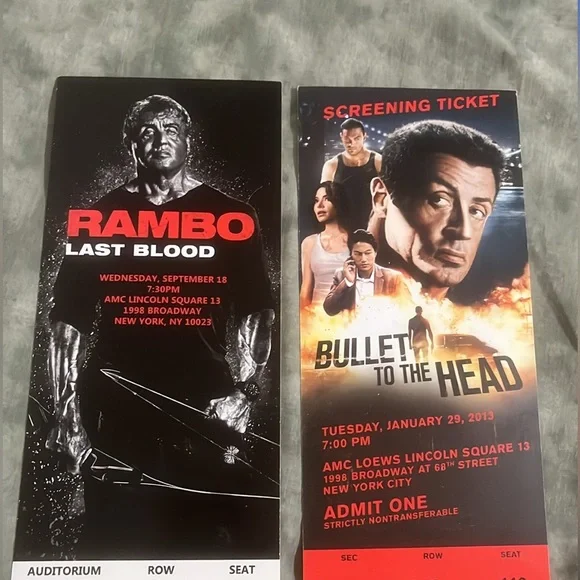 RAMBO
LAST BLOOD
WEDNESDAY, SEPTEMBER 18
7:30PM
AMC LINCOLN SQUARE 13
1998 BROADWAY
NEW YORK, NY 10023
AUDITORIUM ROW SEAT
SCREENING TICKET
BULLET
TO THE HEAD
TUESDAY, JANUARY 29, 2013
7:00 PM
AMC LOEWS LINCOLN SQUARE 13
1998 BROADWAY AT 68TH STREET
NEW YORK CITY
ADMIT ONE
STRICTLY NONTRANSFERABLE
SEC ROW SEAT